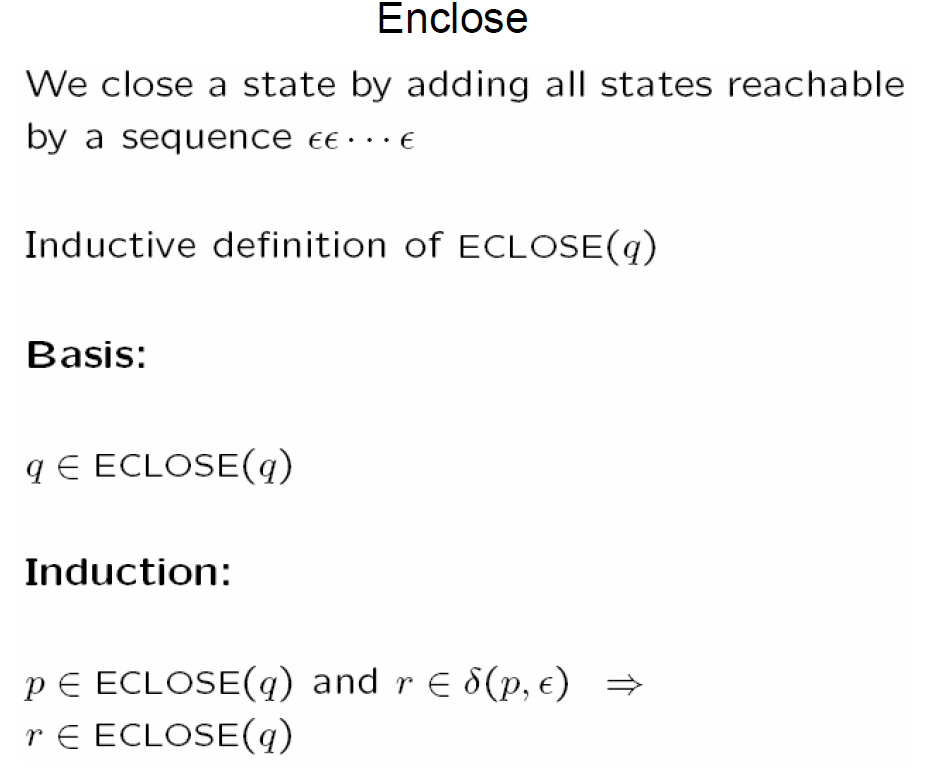 Enclose
We close a state by adding all states reachable
by a sequence ϵϵ⋯ϵ
Inductive definition of ECLOSE(q)
Basis:
q ∈ ECLOSE(q)
Induction:
p ∈ ECLOSE(q) and r ∈ δ(p, ϵ) ⇒
r ∈ ECLOSE(q)